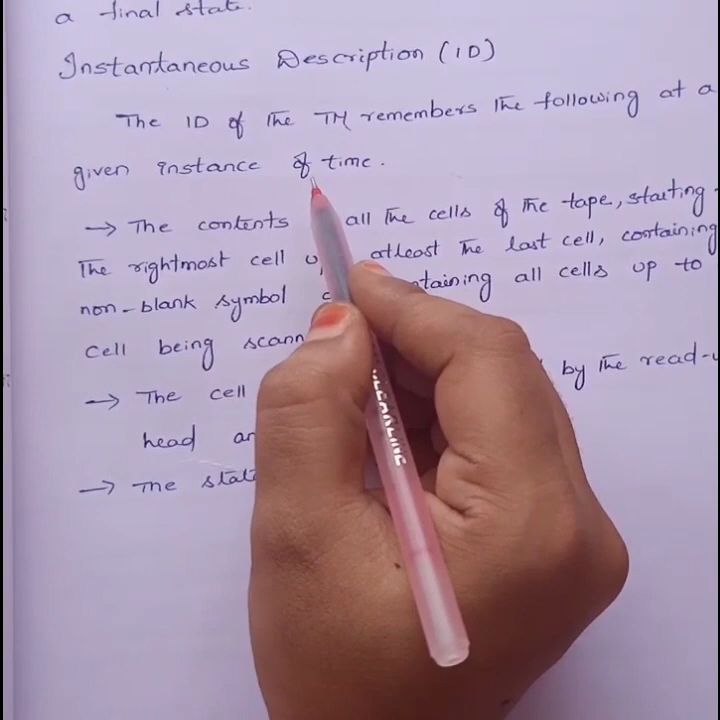 a final state.
Instantaneous Description (ID)
The ID of the TM remembers the following at a
given instance of time.
→ The contents all the cells of the tape, starting
The rightmost cell atleast the last cell, containing
non-blank symbol containing all cells up to
cell being scann
→ The cell by the read-
head
→ The state
CLEARLINE